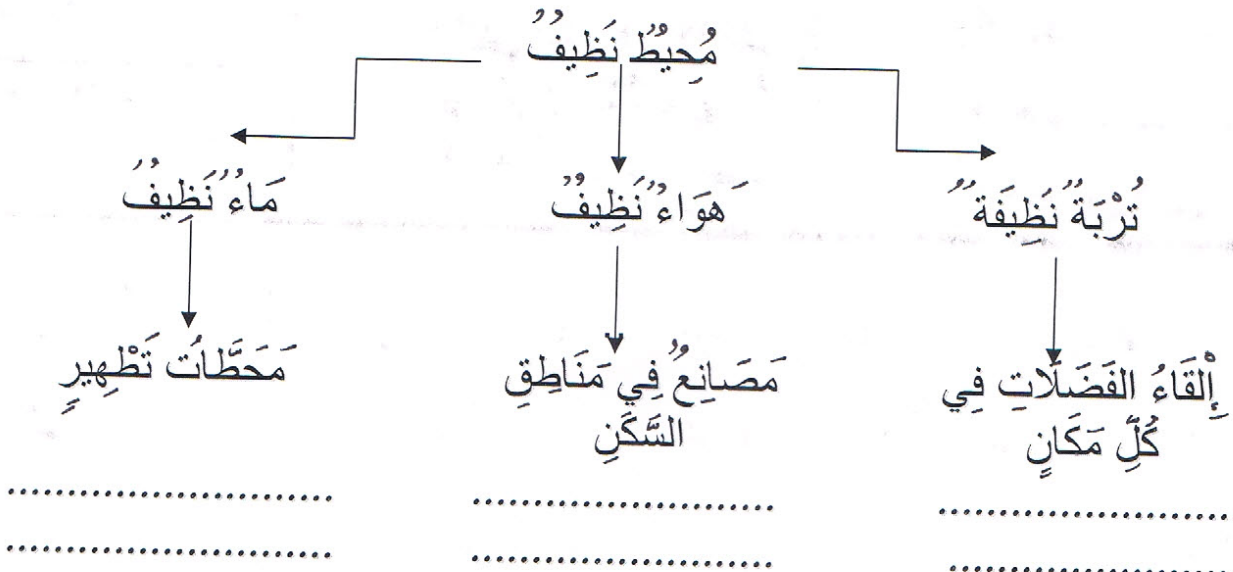 مُحِيطٌ نَظِيفٌ
تُرْبَةٌ نَظِيفَةٌ
هَوَاءٌ نَظِيفٌ
مَاءٌ نَظِيفٌ
إِلْقَاءُ الفَضَلَاتِ فِي
كُلِّ مَكَانٍ
مَصَانِعٌ فِي مَنَاطِقِ
السَّكَنِ
مَحَطَّاتُ تَطْهِيرٍ
............................
............................
............................
............................
............................
............................